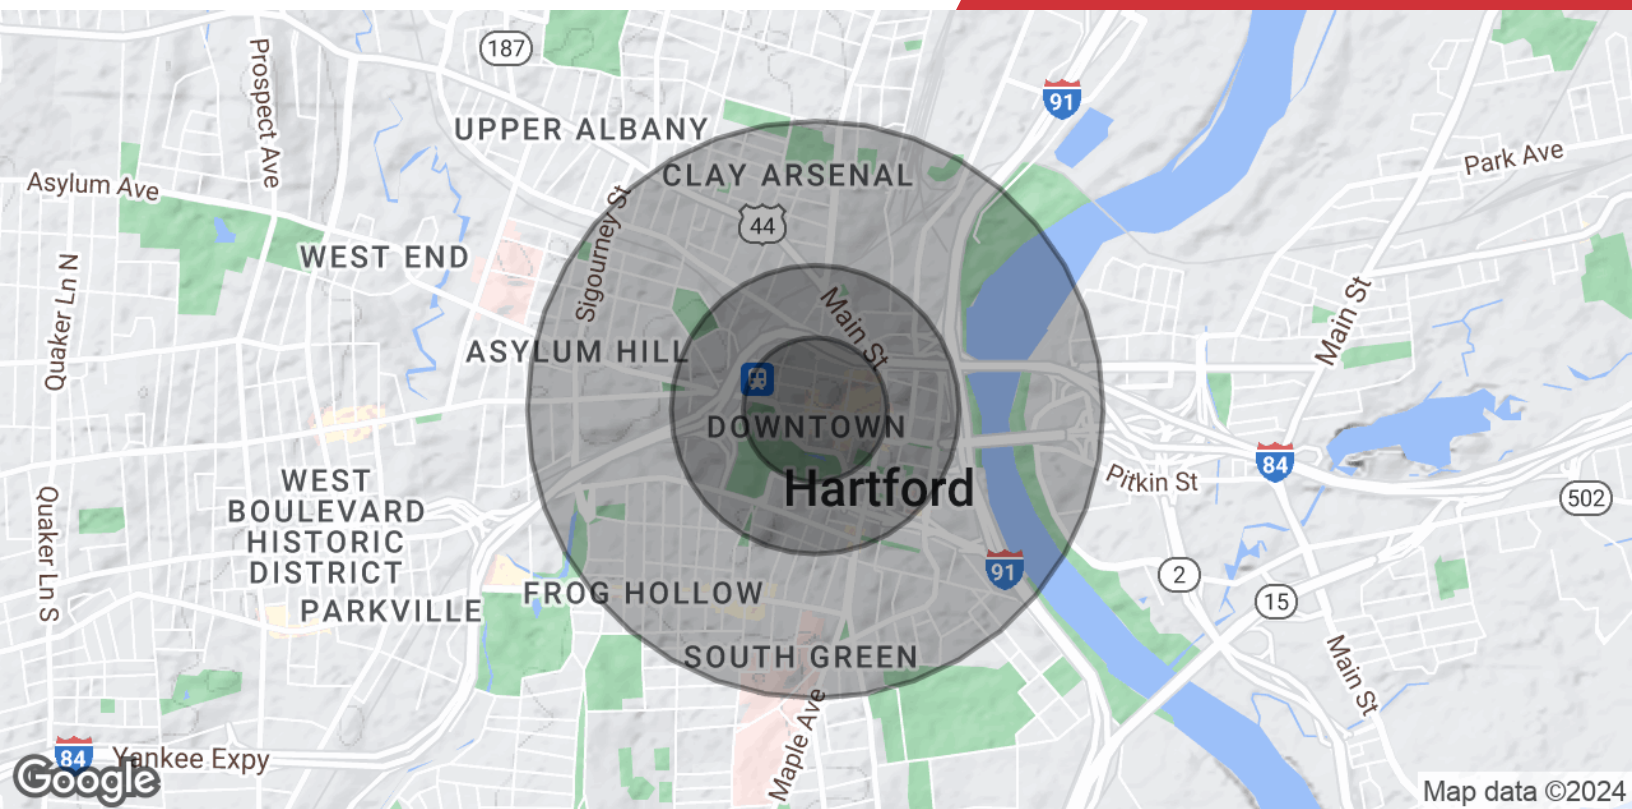 187
Prospect Ave
91
UPPER ALBANY
Park Ave
CLAY ARSENAL
Asylum Ave
Sigourney St
44
WEST END
Quaker Ln N
Main St
Main St
ASYLUM HILL
DOWNTOWN
Hartford
84
Pitkin St
502
WEST
BOULEVARD
HISTORIC
DISTRICT
Quaker Ln S
91
2
15
FROG HOLLOW
PARKVILLE
SOUTH GREEN
Main St
Maple Ave
84
Yankee Expy
Google
Map data ©2024